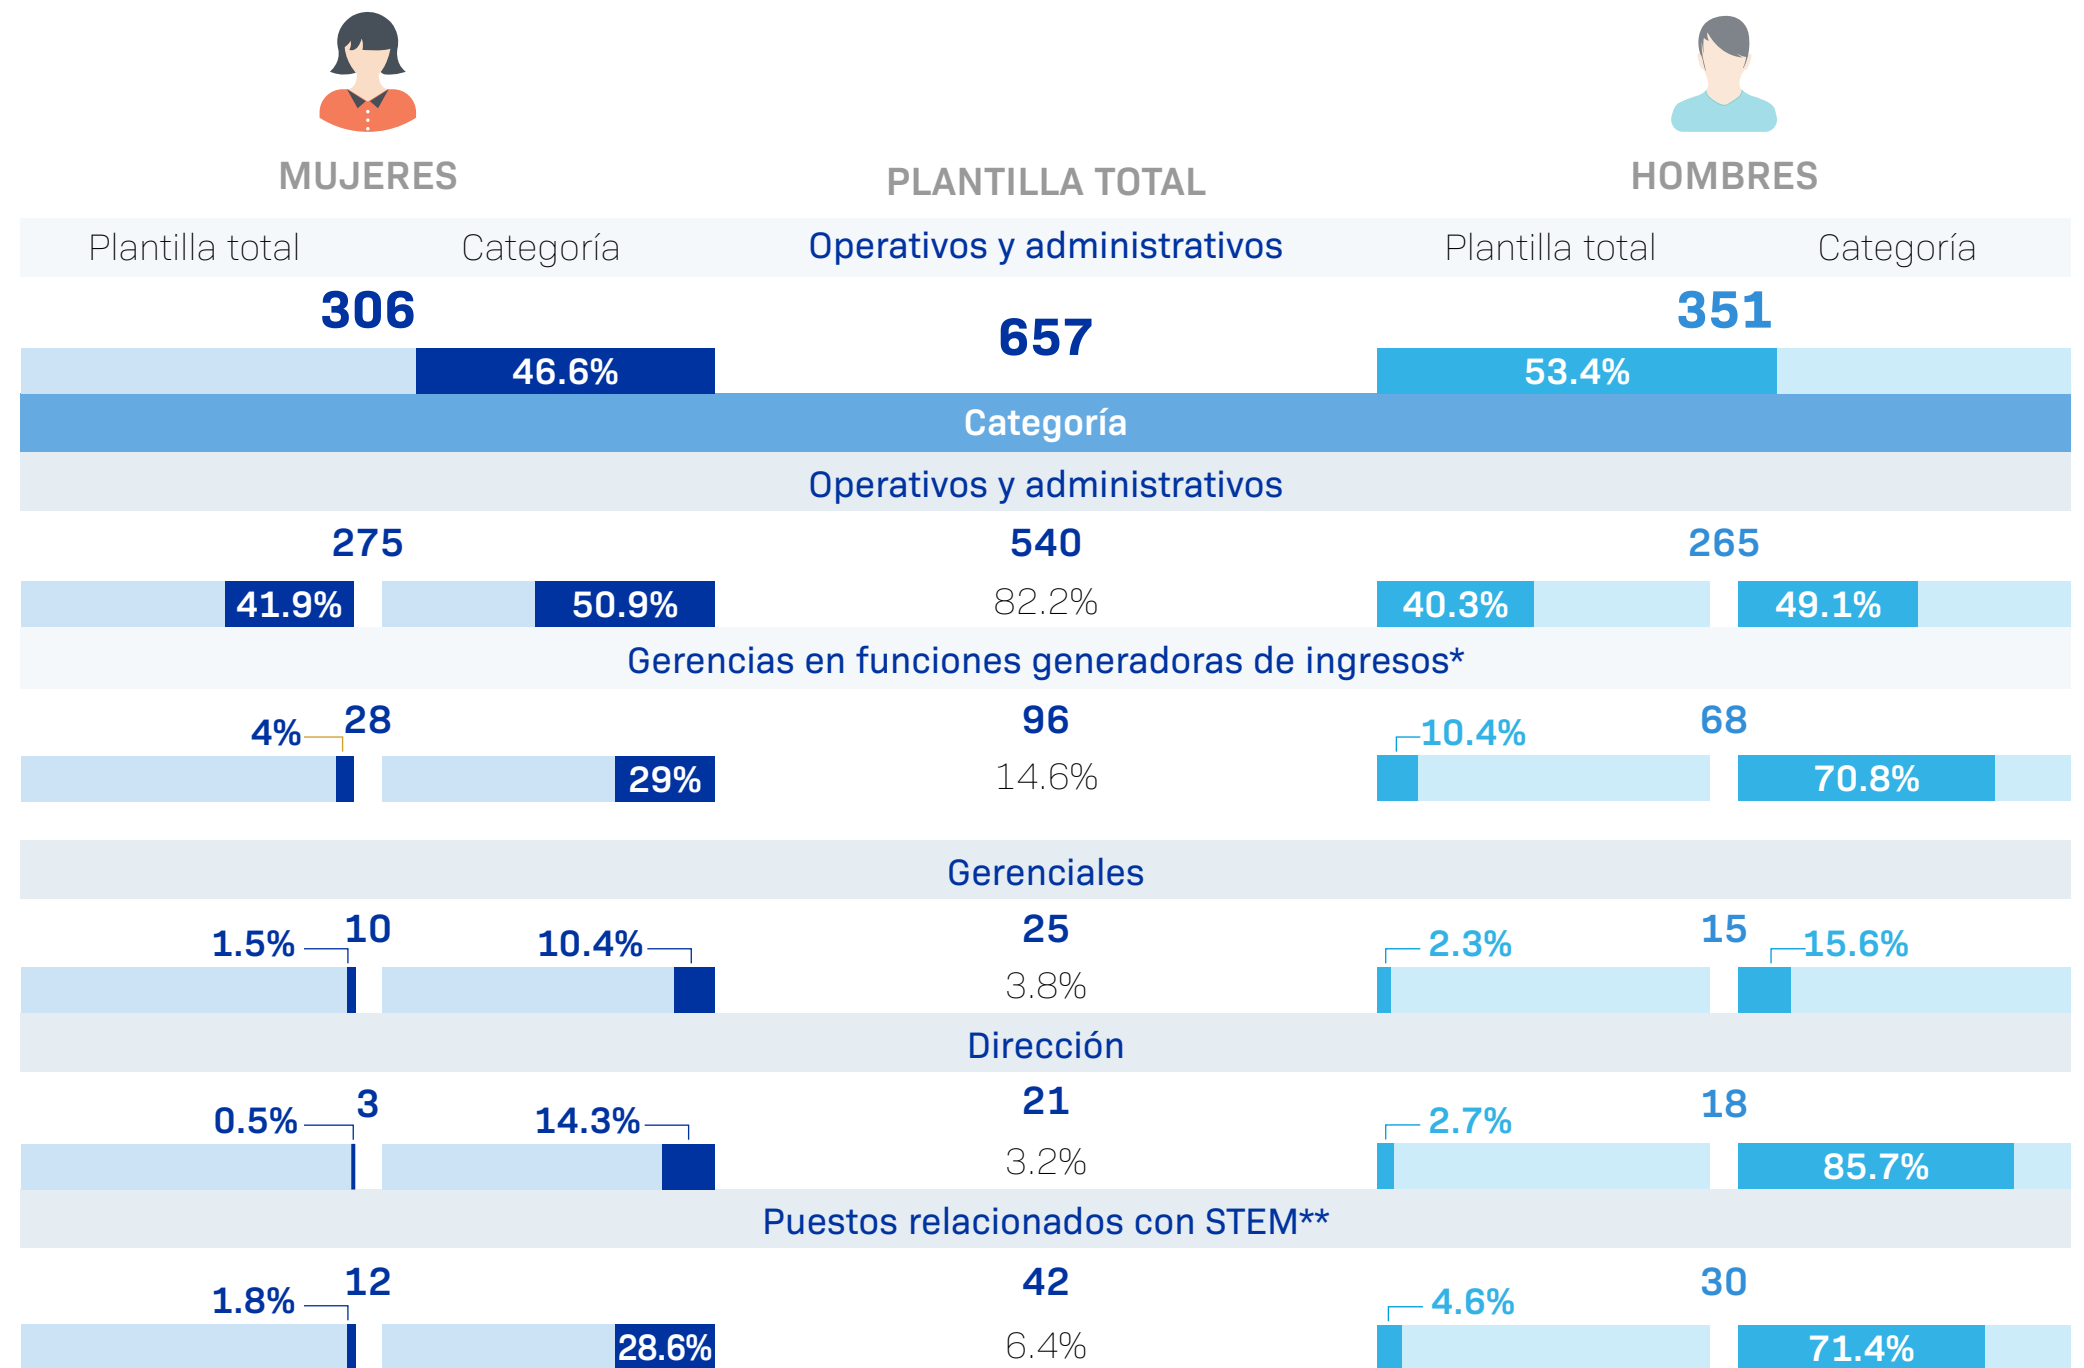 MUJERES
PLANTILLA TOTAL
HOMBRES
Plantilla total Categoría Operativos y administrativos Plantilla total Categoría
306 657 351
46.6% 53.4%
Categoría
Operativos y administrativos
275 540 265
41.9% 50.9% 82.2% 40.3% 49.1%
Gerencias en funciones generadoras de ingresos*
4% 28 96 10.4% 68
29% 14.6% 70.8%
Gerenciales
1.5% 10 10.4% 25 2.3% 15 15.6%
3.8%
Dirección
0.5% 3 14.3% 21 2.7% 18
3.2% 85.7%
Puestos relacionados con STEM**
1.8% 12 42 4.6% 30
28.6% 6.4% 71.4%